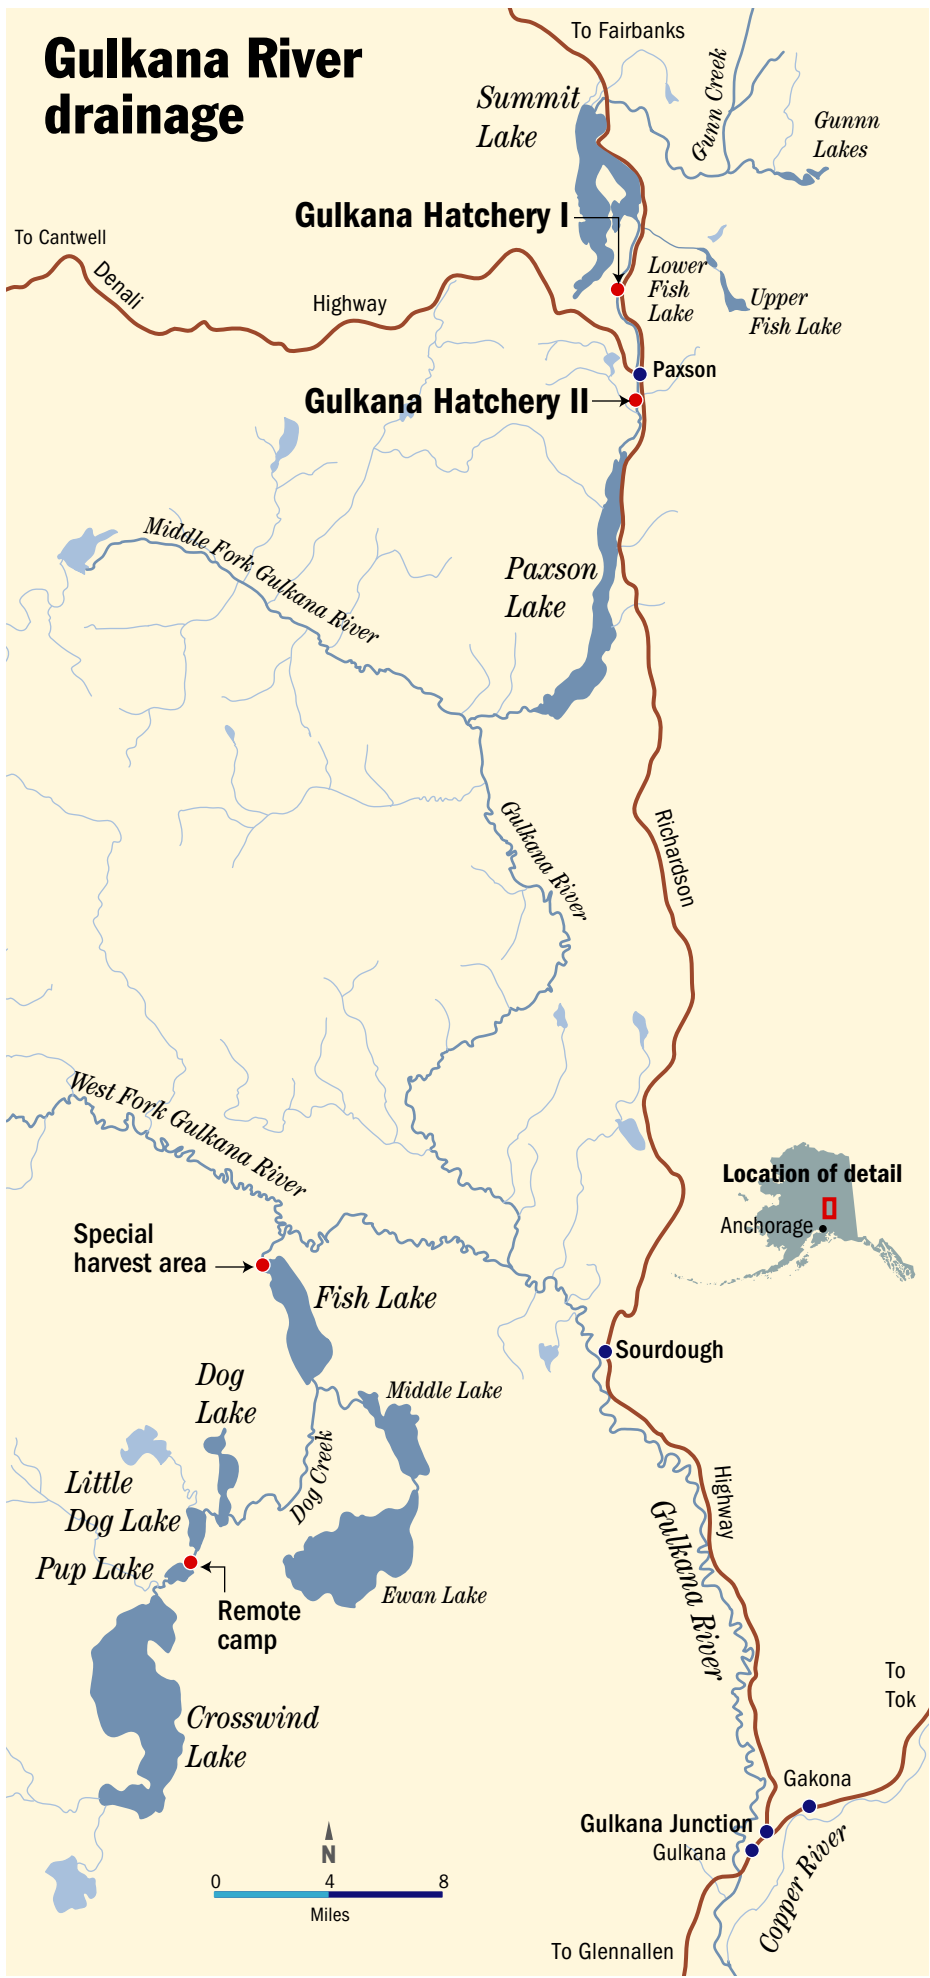 Gulkana River
drainage
To Fairbanks
Summit
Lake
Gunn Creek
Gunnn
Lakes
Gulkana Hatchery I
To Cantwell
Denali
Highway
Lower
Fish
Lake
Upper
Fish Lake
Paxson
Gulkana Hatchery II
Middle Fork Gulkana River
Paxson
Lake
Gulkana River
Richardson
West Fork Gulkana River
Location of detail
Anchorage
Special
harvest area
Fish Lake
Sourdough
Dog
Lake
Middle Lake
Dog Creek
Little
Dog Lake
Highway
Gulkana River
Pup Lake
Ewan Lake
Remote
camp
To
Tok
Crosswind
Lake
Gakona
Gulkana Junction
Gulkana
Copper River
N
0 4 8
Miles
To Glennallen